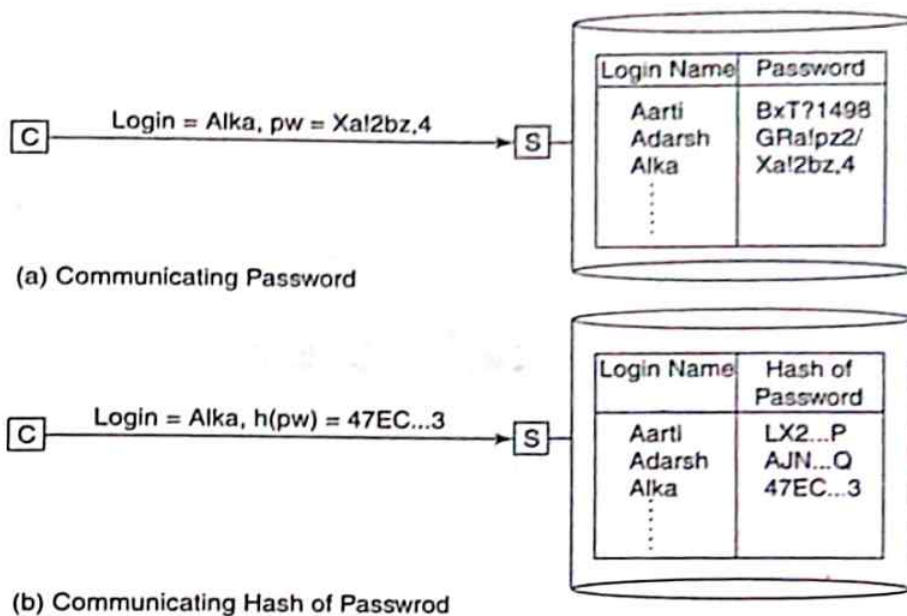 Login Name Password
Aarti BxT?1498
Adarsh GRa!pz2/
Alka Xa!2bz,4
C Login = Alka, pw = Xa!2bz,4 S
(a) Communicating Password
Login Name Hash of
Password
Aarti LX2...P
Adarsh AJN...Q
Alka 47EC...3
C Login = Alka, h(pw) = 47EC...3 S
(b) Communicating Hash of Passwrod